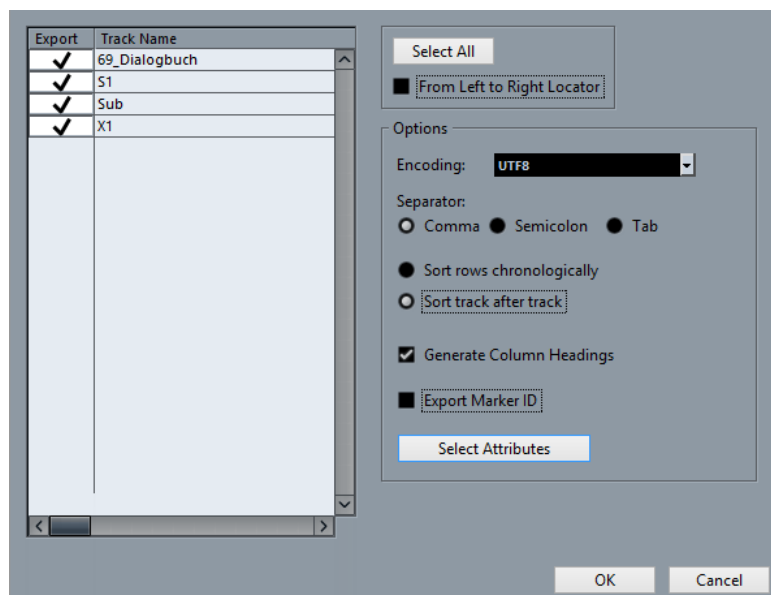 Export Track Name
69_Dialogbuch
S1
Sub
X1
Select All
From Left to Right Locator
Options
Encoding: UTF8
Separator:
Comma Semicolon Tab
Sort rows chronologically
Sort track after track
Generate Column Headings
Export Marker ID
Select Attributes
OK Cancel